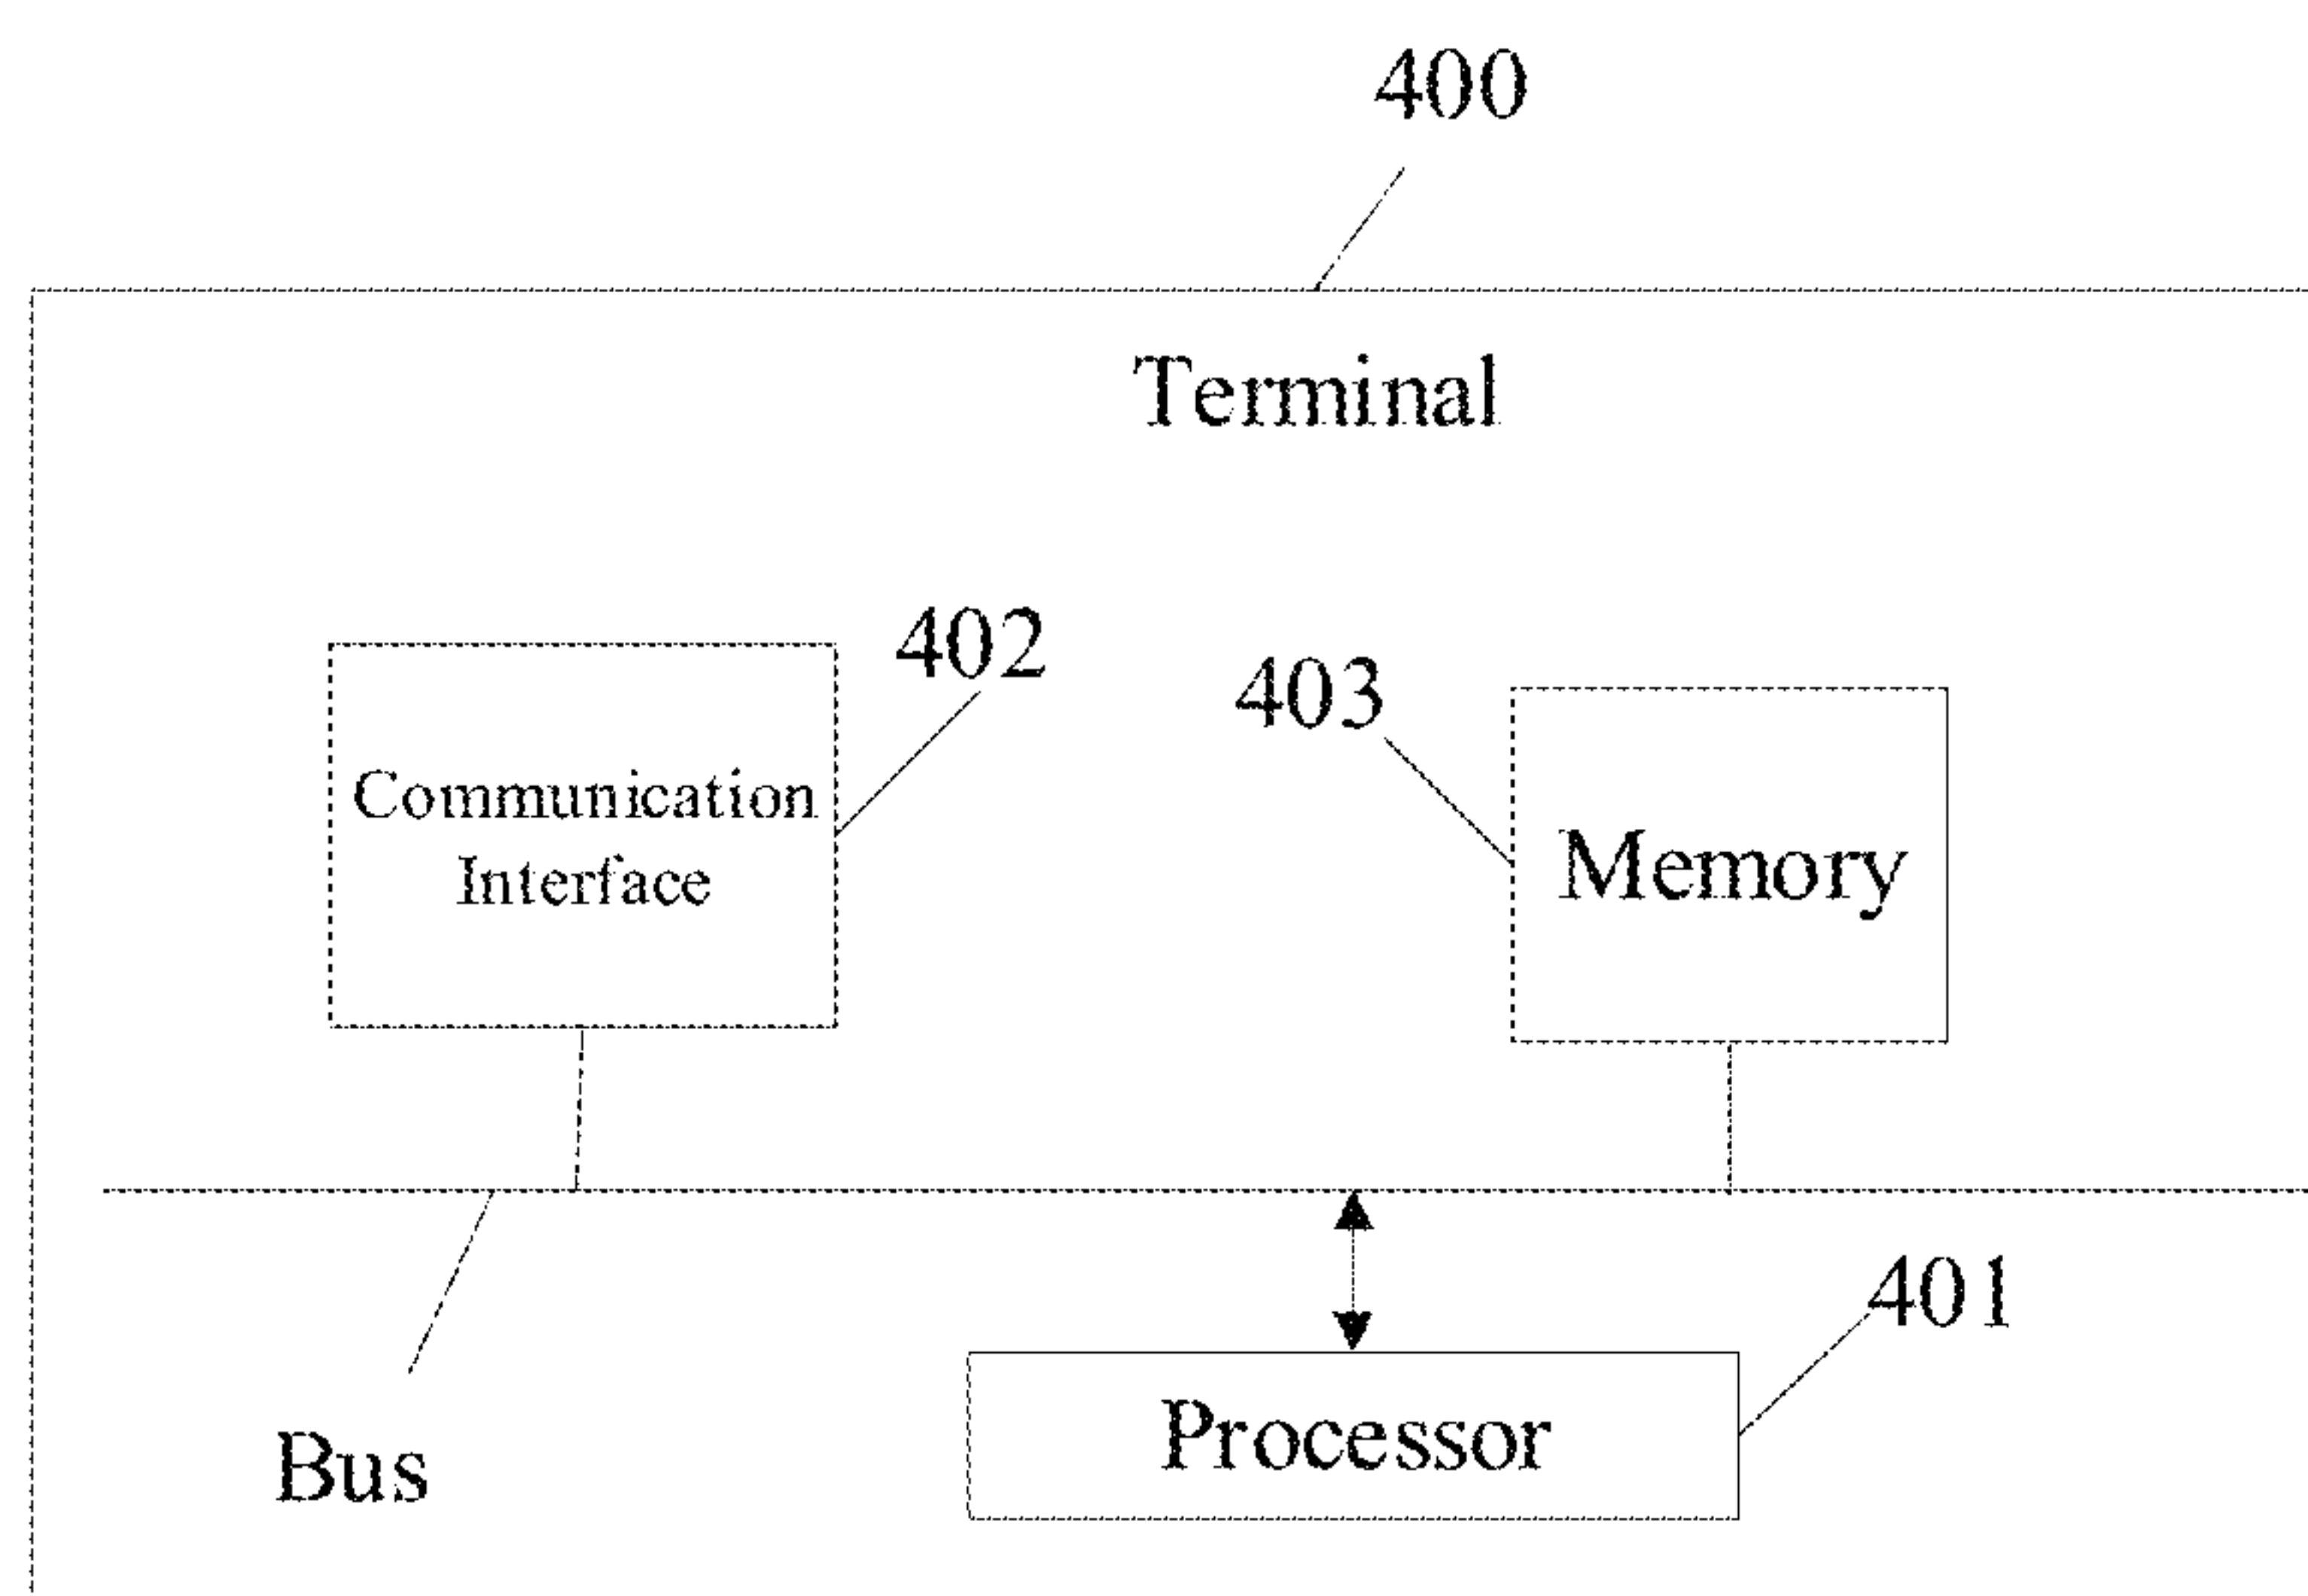 400
Terminal
402
403
Communication
Interface
Memory
401
Processor
Bus